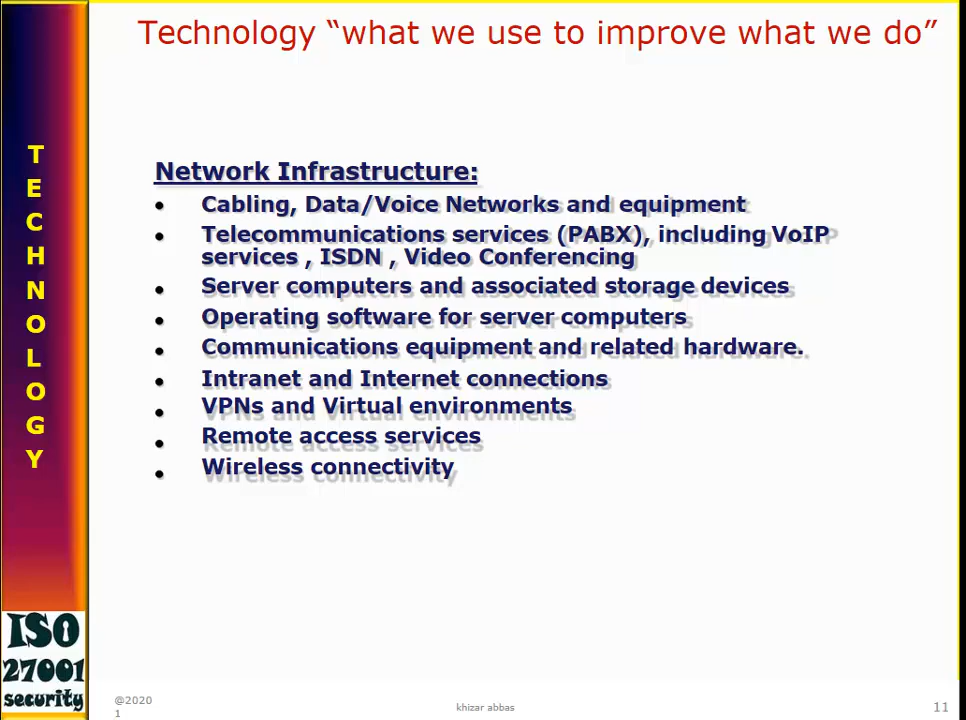 Technology “what we use to improve what we do”
T
E
C
H
N
O
L
O
G
Y
Network Infrastructure:
• Cabling, Data/Voice Networks and equipment
• Telecommunications services (PABX), including VoIP
services , ISDN , Video Conferencing
• Server computers and associated storage devices
• Operating software for server computers
• Communications equipment and related hardware.
• Intranet and Internet connections
• VPNs and Virtual environments
• Remote access services
• Wireless connectivity
ISO
27001
security
@2020
1
khizar abbas
11